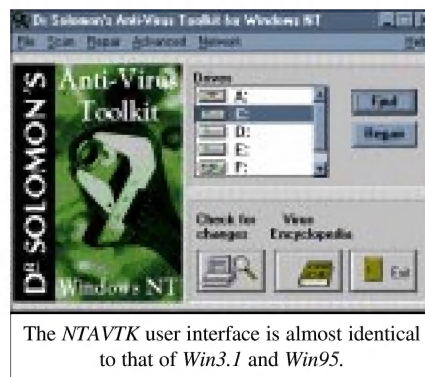 Dr Solomon's Anti-Virus Toolkit for Windows NT
File Scan Repair Advanced Network Help
DR SOLOMON'S
Anti-Virus
Toolkit
Windows NT
Drives
A:
C:
D:
E:
F:
Find
Repair
Check for
changes
Virus
Encyclopedia
Exit
The NTAVTK user interface is almost identical
to that of Win3.1 and Win95.